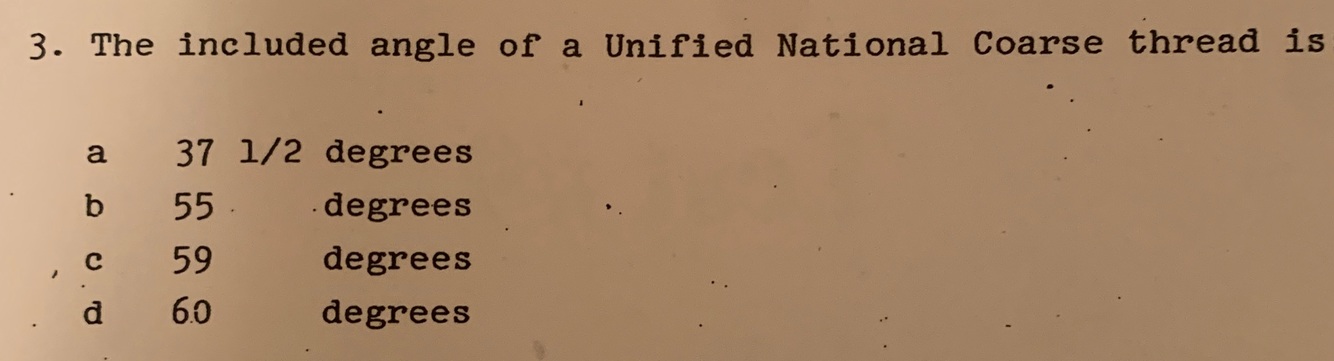 3. The included angle of a Unified National Coarse thread is
a 37 1/2 degrees
b 55 degrees
c 59 degrees
d 60 degrees